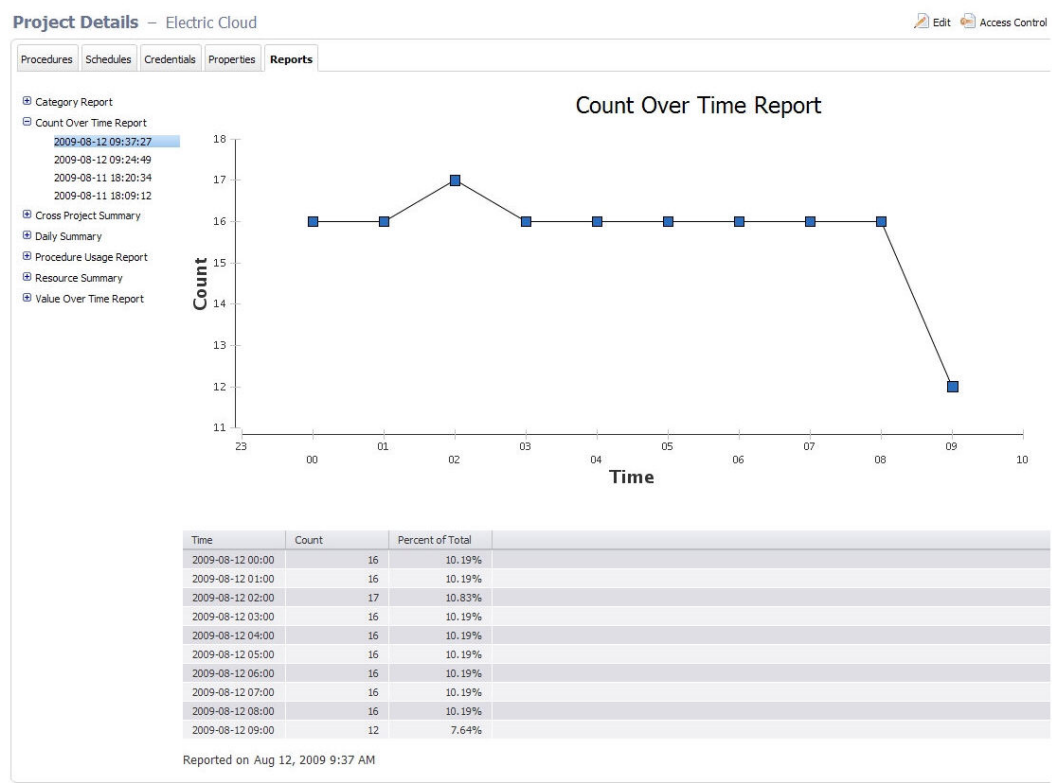 Project Details – Electric Cloud
Edit Access Control
Procedures Schedules Credentials Properties Reports
Category Report
Count Over Time Report
2009-08-12 09:37:27
2009-08-12 09:24:49
2009-08-11 18:20:34
2009-08-11 18:09:12
Cross Project Summary
Daily Summary
Procedure Usage Report
Resource Summary
Value Over Time Report
Count Over Time Report
18
17
16
15
14
13
12
11
Count
23 01 03 05 07 09
00 02 04 06 08 10
Time
Time Count Percent of Total
2009-08-12 00:00 16 10.19%
2009-08-12 01:00 16 10.19%
2009-08-12 02:00 17 10.83%
2009-08-12 03:00 16 10.19%
2009-08-12 04:00 16 10.19%
2009-08-12 05:00 16 10.19%
2009-08-12 06:00 16 10.19%
2009-08-12 07:00 16 10.19%
2009-08-12 08:00 16 10.19%
2009-08-12 09:00 12 7.64%
Reported on Aug 12, 2009 9:37 AM